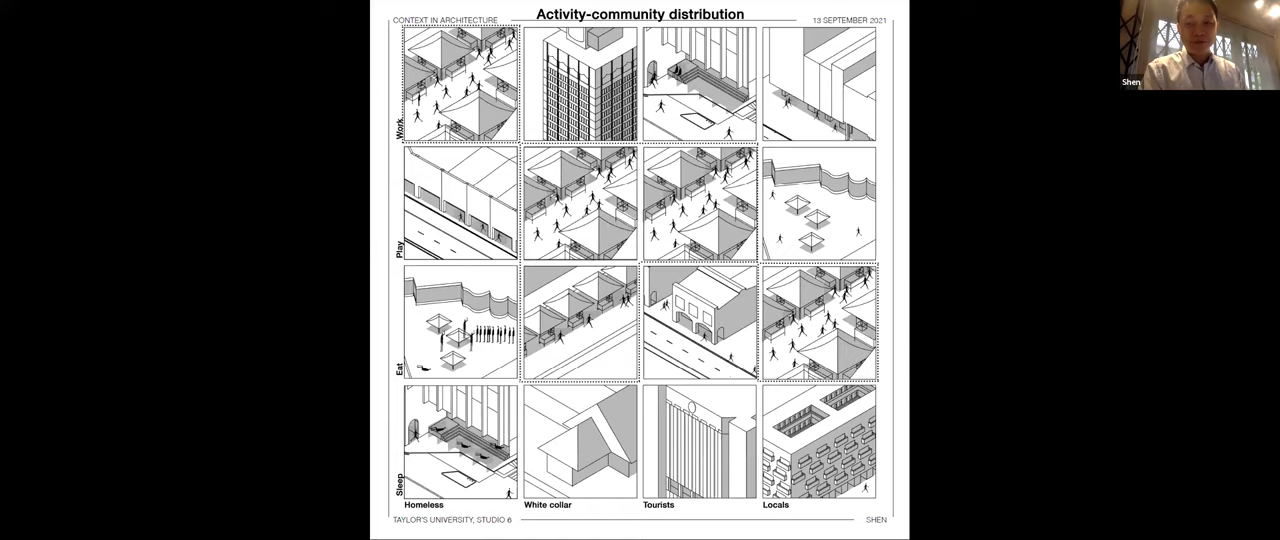 Activity-community distribution
CONTEXT IN ARCHITECTURE
13 SEPTEMBER 2021
Shen
Work
Play
Eat
Sleep
Homeless
White collar
Tourists
Locals
TAYLOR'S UNIVERSITY, STUDIO 6
SHEN